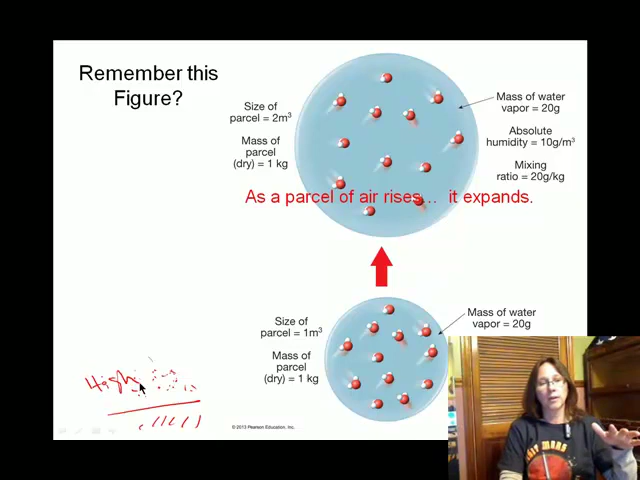 Remember this
Figure?
Size of
parcel = 2m³
Mass of
parcel
(dry) = 1 kg
Mass of water
vapor = 20g
Absolute
humidity = 10g/m³
Mixing
ratio = 20g/kg
As a parcel of air rises… it expands.
Size of
parcel = 1m³
Mass of
parcel
(dry) = 1 kg
Mass of water
vapor = 20g
High
© 2013 Pearson Education, Inc.